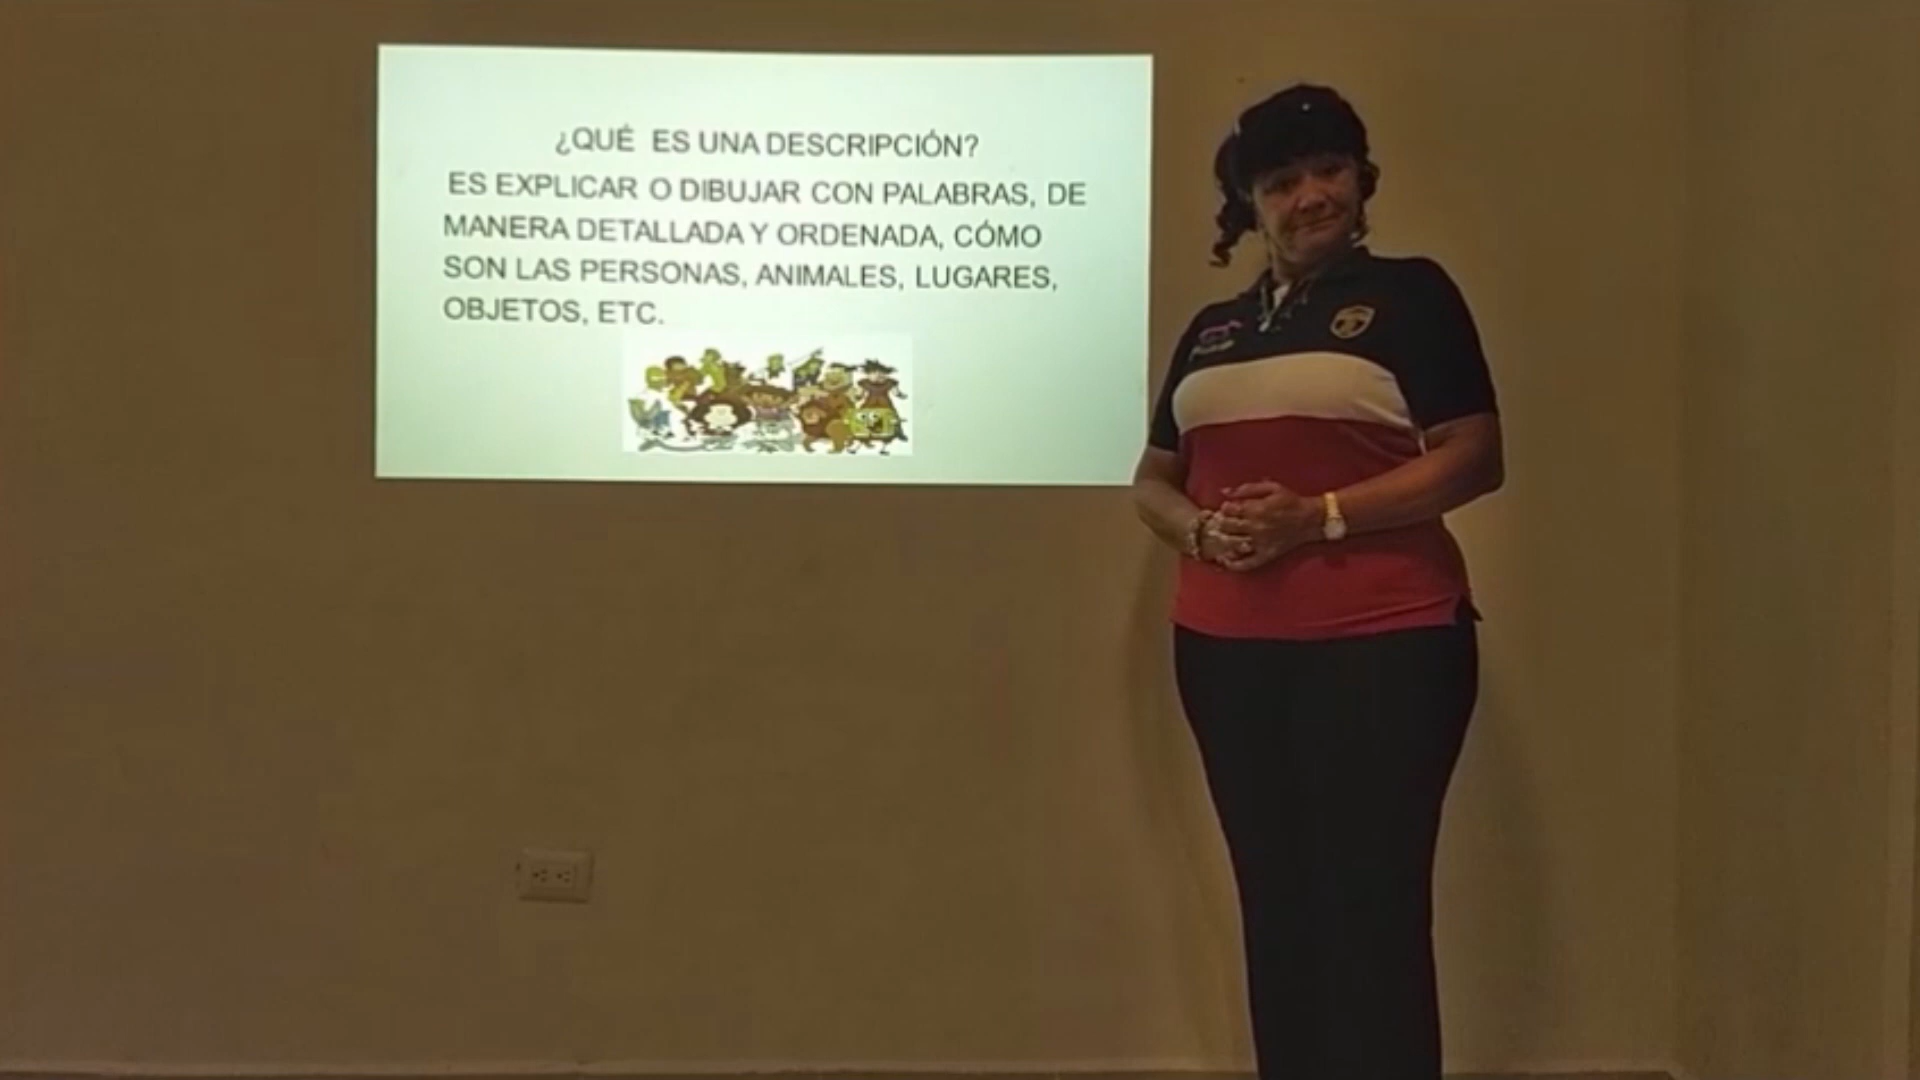 ¿QUÉ ES UNA DESCRIPCIÓN?
ES EXPLICAR O DIBUJAR CON PALABRAS, DE
MANERA DETALLADA Y ORDENADA, CÓMO
SON LAS PERSONAS, ANIMALES, LUGARES,
OBJETOS, ETC.